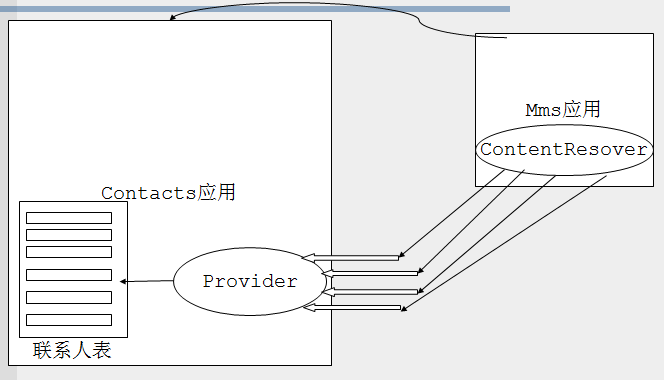 Mms应用
ContentResover
Contacts应用
Provider
联系人表